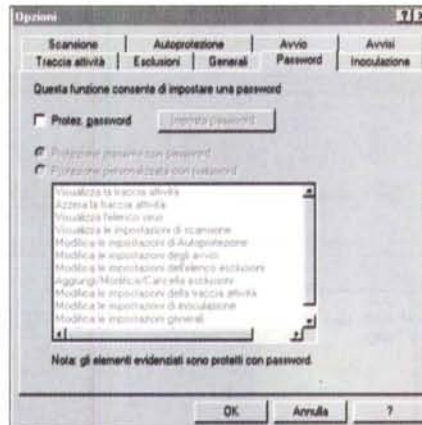 Opzioni
Scansione Autoprotezione Avvio Avvisi
Traccia attività Esclusioni Generali Password Inoculazione
Questa funzione consente di impostare una password
Protez. password Imposta password
Protezione massima con password
Protezione personalizzata con password
Visualizza la traccia attività
Azzera la traccia attività
Visualizza l'elenco virus
Visualizza le impostazioni di scansione
Modifica le impostazioni di Autoprotezione
Modifica le impostazioni degli avvisi
Modifica le impostazioni dell'elenco esclusioni
Aggiungi/Modifica/Cancella esclusioni
Modifica le impostazioni della traccia attività
Modifica le impostazioni di inoculazione
Modifica le impostazioni generali
Nota: gli elementi evidenziati sono protetti con password.
OK Annulla ?